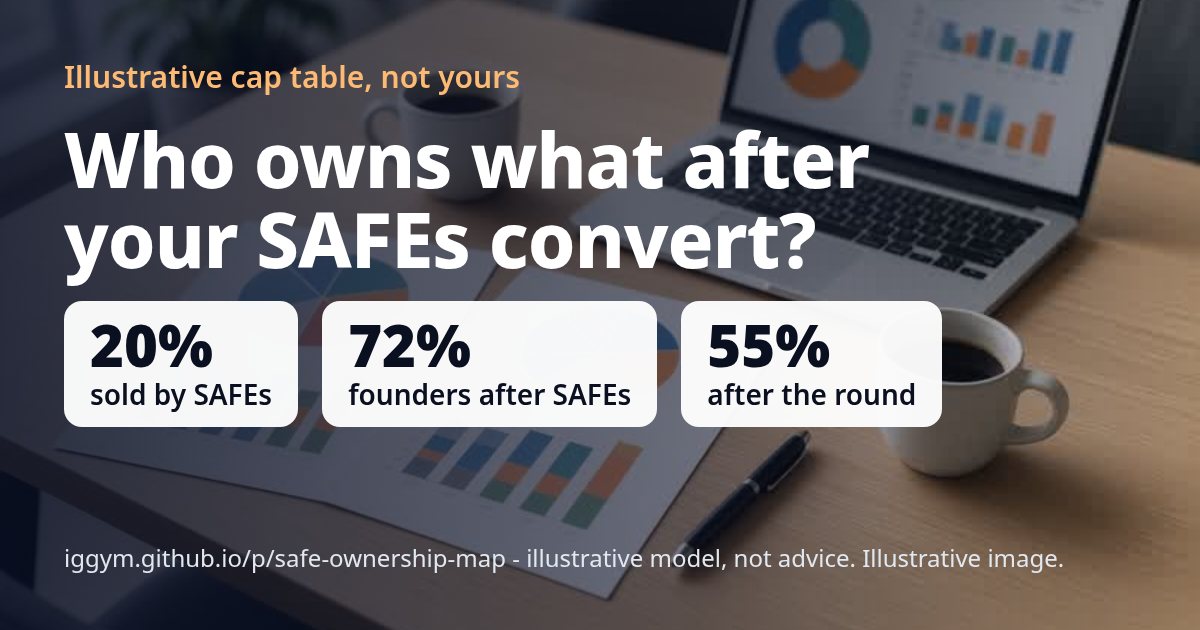 Illustrative cap table, not yours
Who owns what after
your SAFEs convert?
20%
sold by SAFEs
72%
founders after SAFEs
55%
after the round
iggym.github.io/p/safe-ownership-map - illustrative model, not advice. Illustrative image.